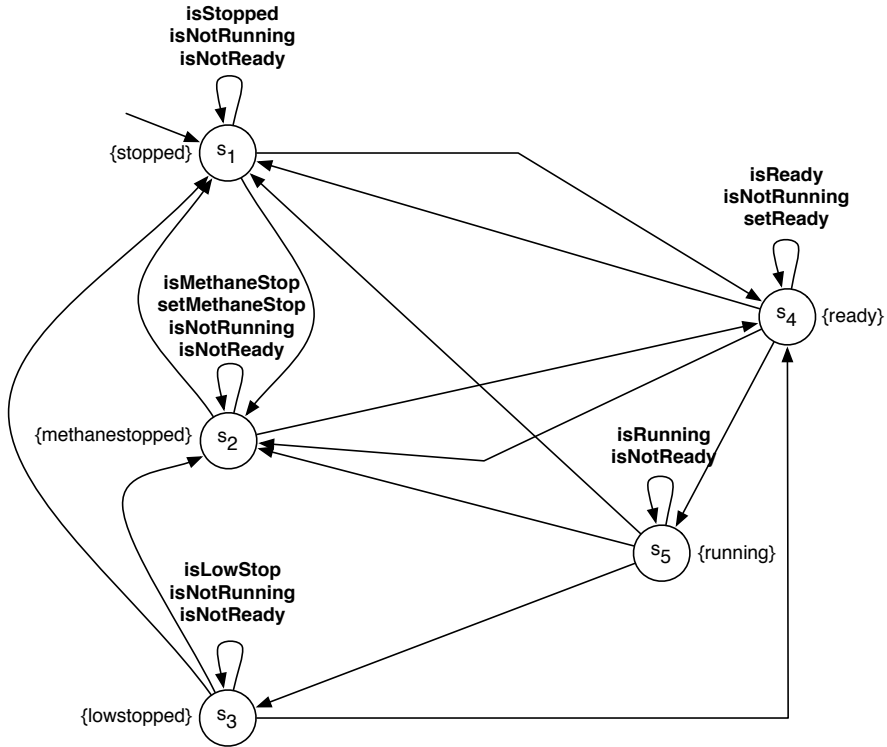 isStopped
isNotRunning
isNotReady
{stopped}
s1
isReady
isNotRunning
setReady
s4
{ready}
isMethaneStop
setMethaneStop
isNotRunning
isNotReady
{methanestopped}
s2
isRunning
isNotReady
s5
{running}
isLowStop
isNotRunning
isNotReady
{lowstopped}
s3